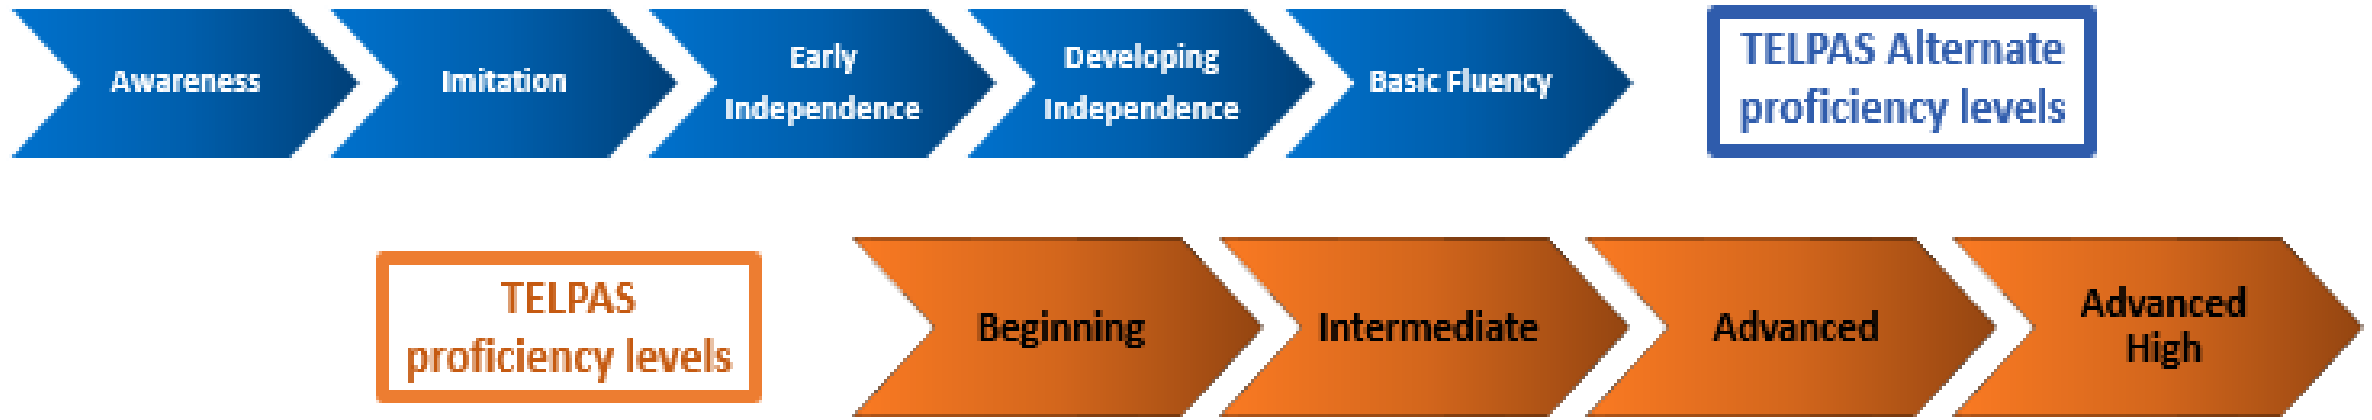 Awareness
Imitation
Early
Independence
Developing
Independence
Basic Fluency
TELPAS Alternate
proficiency levels
TELPAS
proficiency levels
Beginning
Intermediate
Advanced
Advanced
High